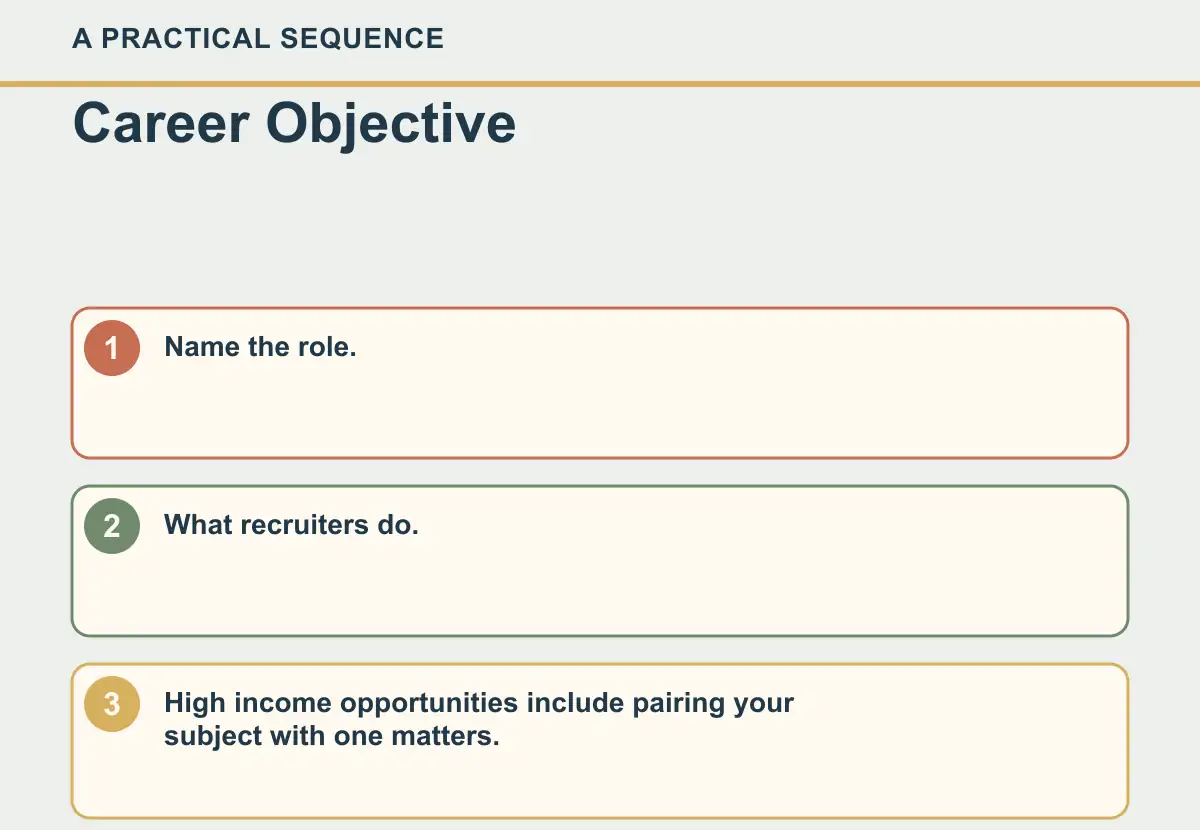 A PRACTICAL SEQUENCE
Career Objective
1
Name the role.
2
What recruiters do.
3
High income opportunities include pairing your
subject with one matters.